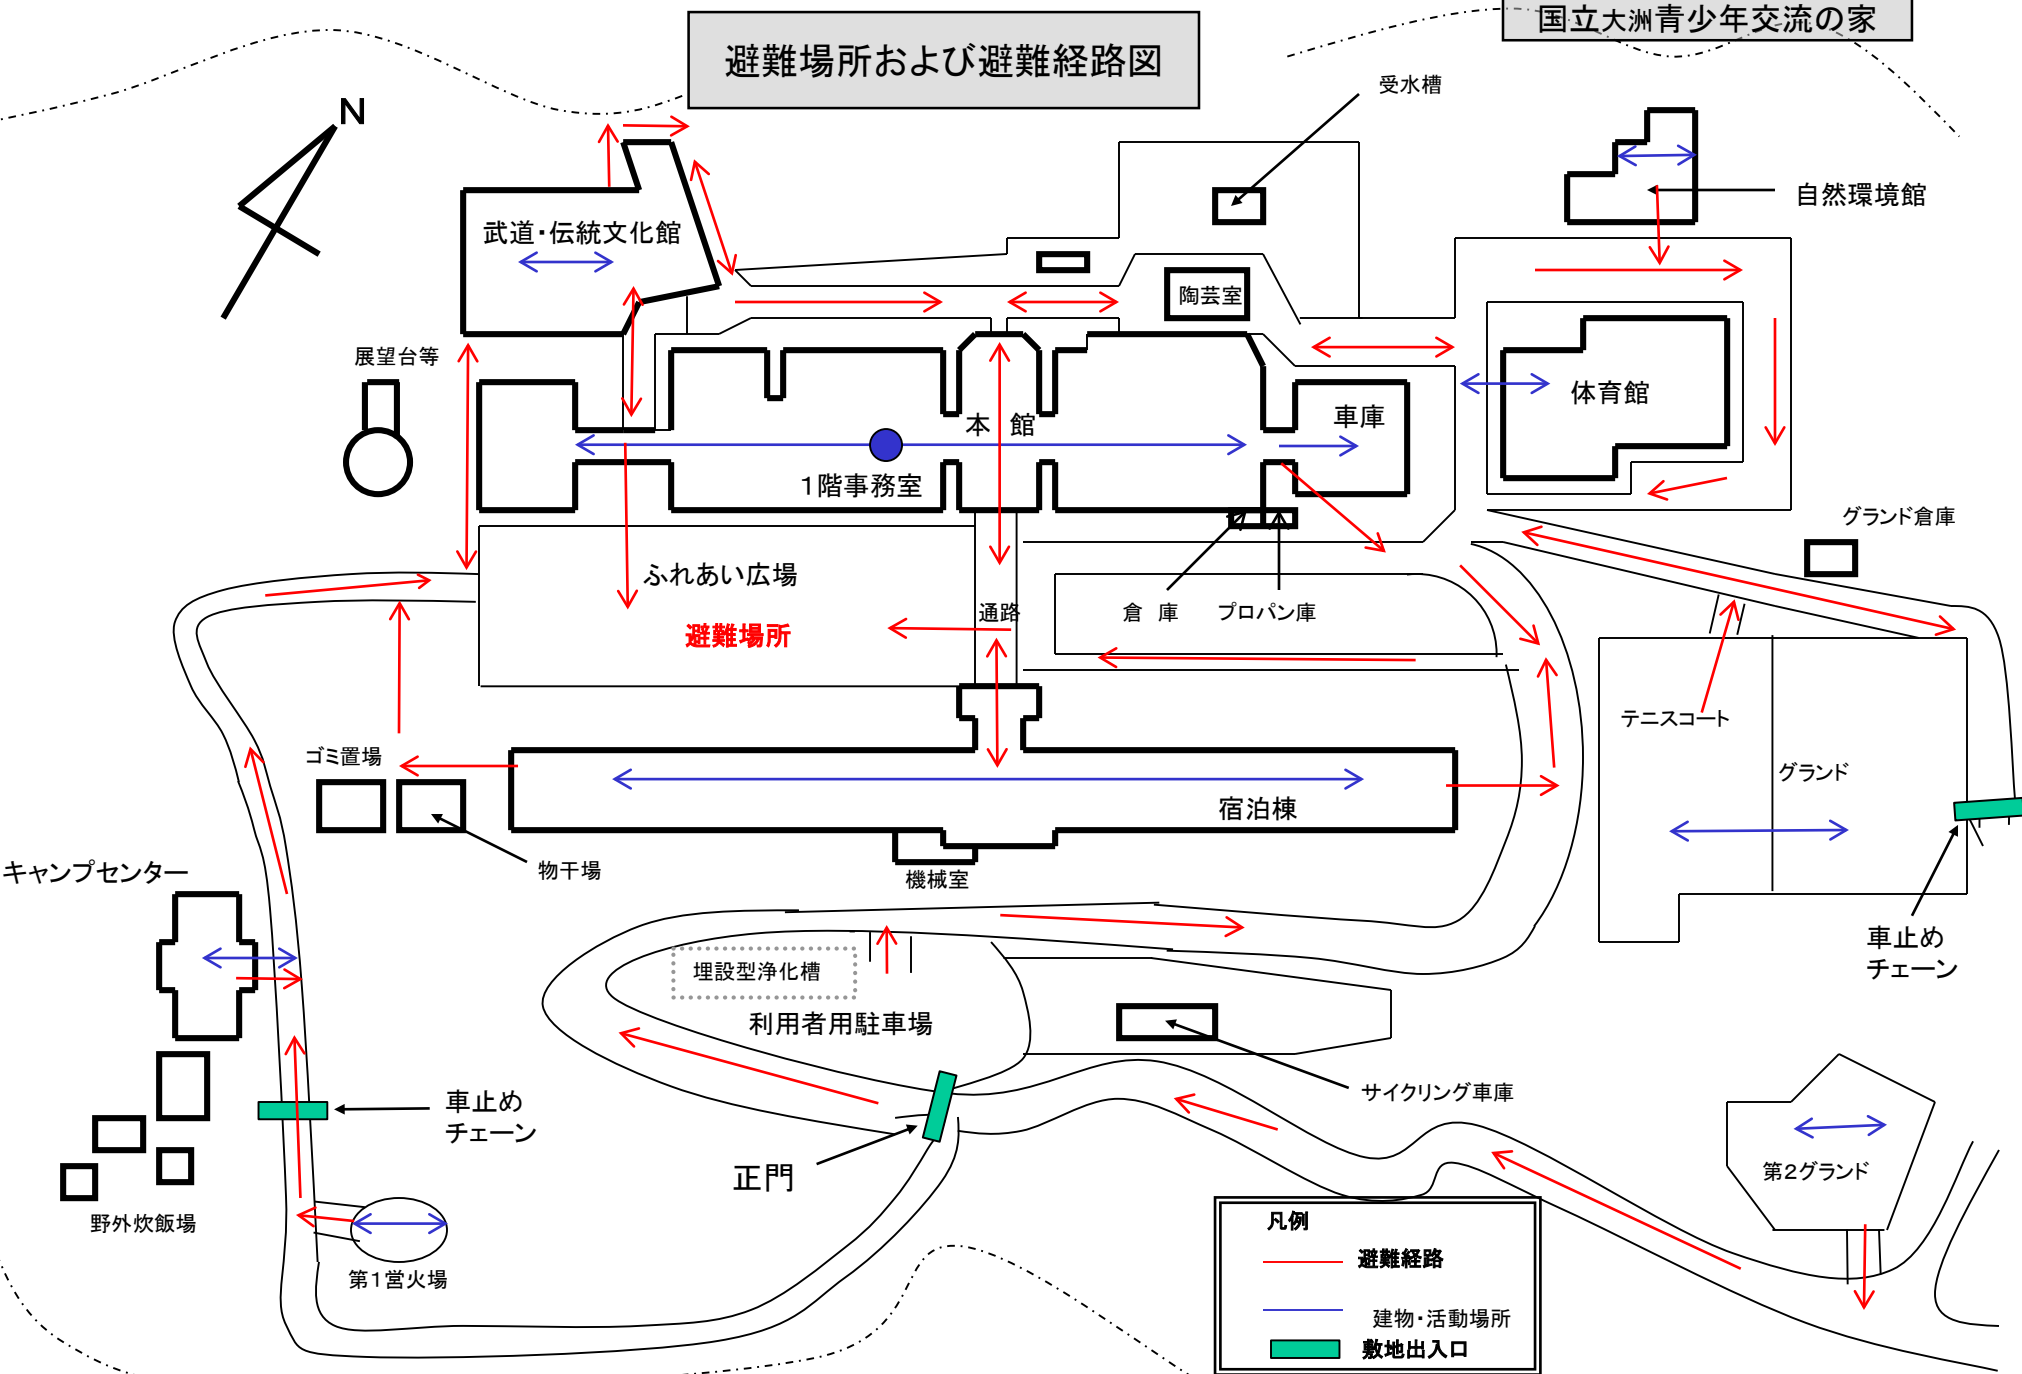 国立大洲青少年交流の家
避難場所および避難経路図
受水槽
N
自然環境館
武道・伝統文化館
陶芸室
展望台等
体育館
車庫
本 館
1階事務室
グランド倉庫
ふれあい広場
通路
倉 庫
プロパン庫
避難場所
テニスコート
ゴミ置場
グランド
宿泊棟
物干場
機械室
キャンプセンター
車止め
チェーン
埋設型浄化槽
利用者用駐車場
サイクリング車庫
車止め
チェーン
正門
第2グランド
野外炊飯場
第1営火場
凡例
避難経路
建物・活動場所
敷地出入口